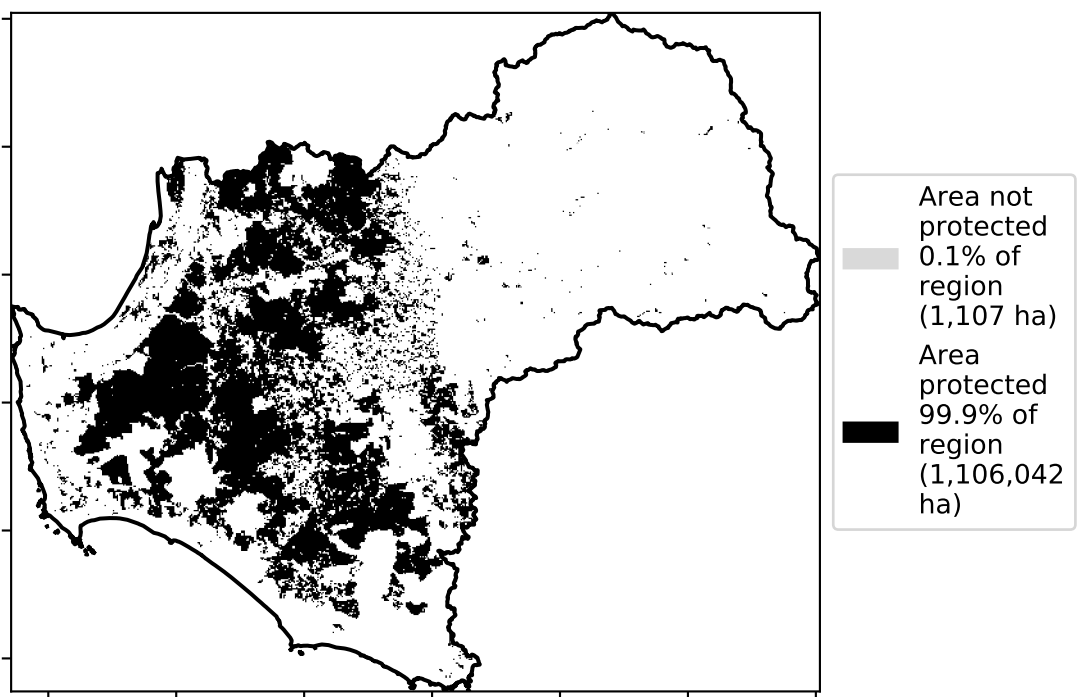 Area not
protected
0.1% of
region
(1,107 ha)
Area
protected
99.9% of
region
(1,106,042
ha)